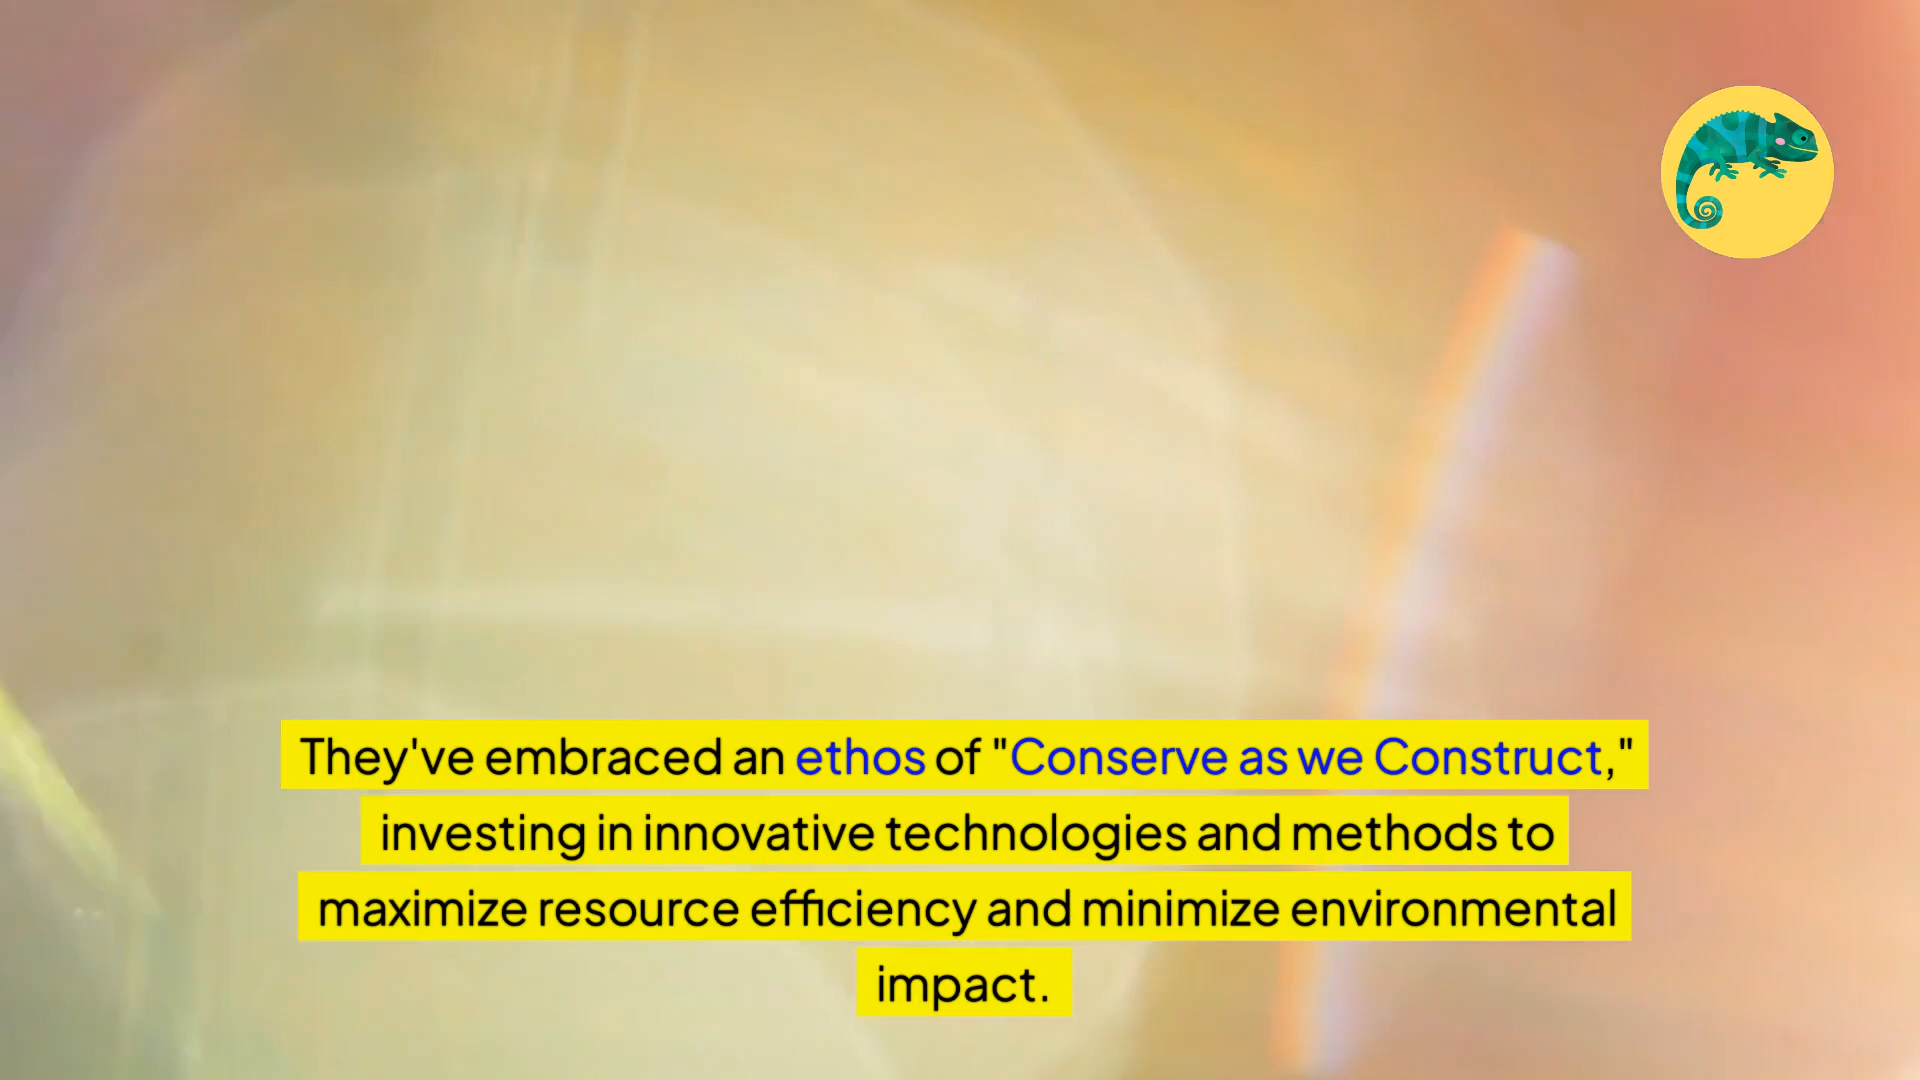 They've embraced an ethos of "Conserve as we Construct,"
investing in innovative technologies and methods to
maximize resource efficiency and minimize environmental
impact.